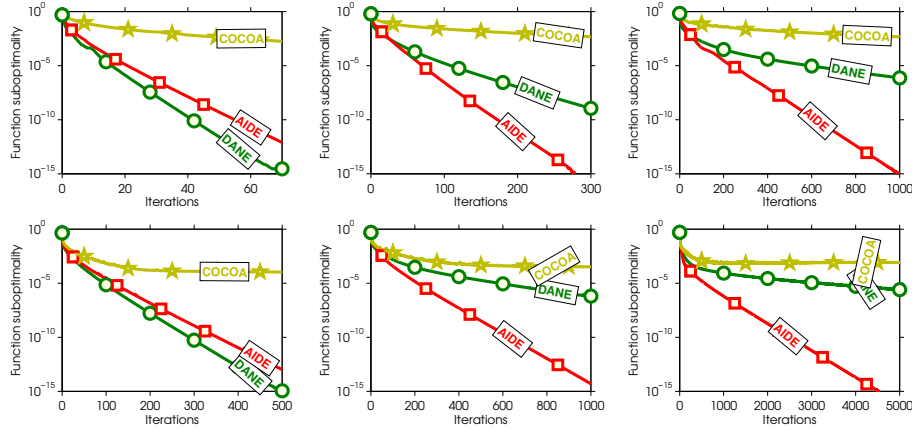 Function suboptimality
10^0
10^-5
10^-10
10^-15
0 20 40 60
Iterations
COCOA
AIDE
DANE
Function suboptimality
10^0
10^-5
10^-10
10^-15
0 100 200 300
Iterations
COCOA
DANE
AIDE
Function suboptimality
10^0
10^-5
10^-10
10^-15
0 200 400 600 800 1000
Iterations
COCOA
DANE
AIDE
Function suboptimality
10^0
10^-5
10^-10
10^-15
0 100 200 300 400 500
Iterations
COCOA
AIDE
DANE
Function suboptimality
10^0
10^-5
10^-10
10^-15
0 200 400 600 800 1000
Iterations
COCOA
DANE
AIDE
Function suboptimality
10^0
10^-5
10^-10
10^-15
0 1000 2000 3000 4000 5000
Iterations
COCOA
DANE
AIDE